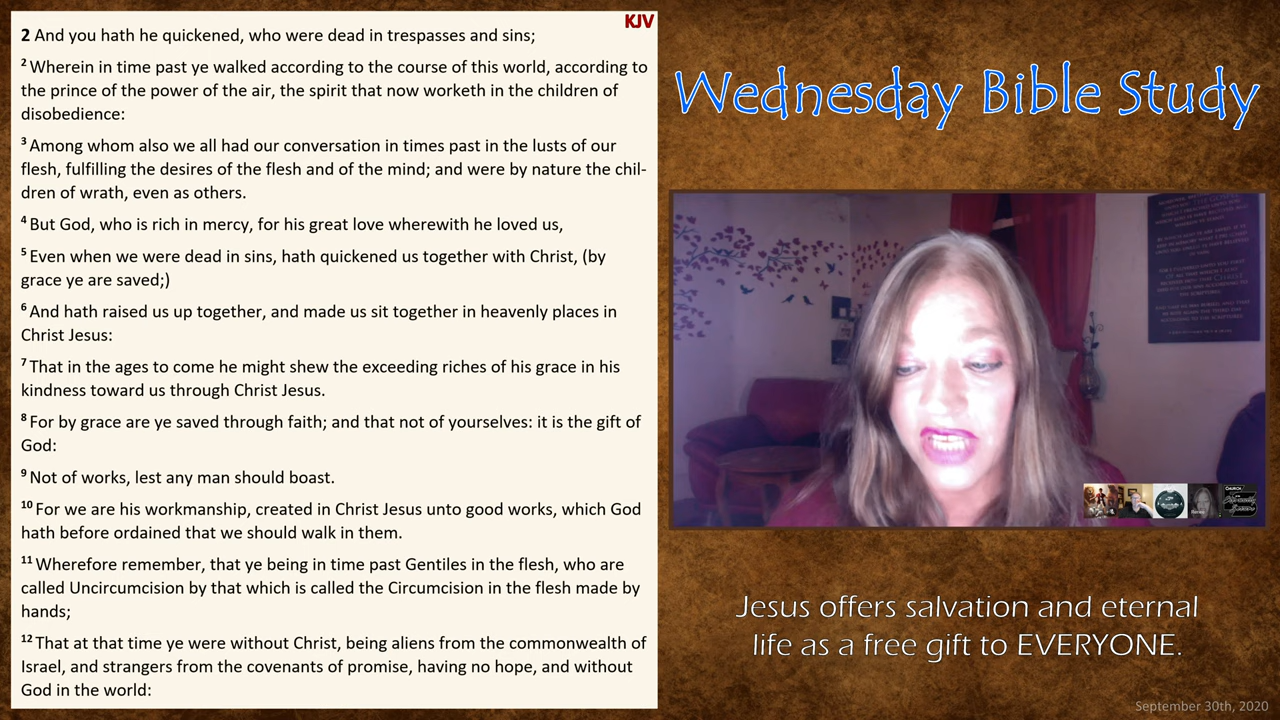 KJV
2 And you hath he quickened, who were dead in trespasses and sins;
2 Wherein in time past ye walked according to the course of this world, according to
the prince of the power of the air, the spirit that now worketh in the children of
disobedience:
3 Among whom also we all had our conversation in times past in the lusts of our
flesh, fulfilling the desires of the flesh and of the mind; and were by nature the chil-
dren of wrath, even as others.
4 But God, who is rich in mercy, for his great love wherewith he loved us,
5 Even when we were dead in sins, hath quickened us together with Christ, (by
grace ye are saved;)
6 And hath raised us up together, and made us sit together in heavenly places in
Christ Jesus:
7 That in the ages to come he might shew the exceeding riches of his grace in his
kindness toward us through Christ Jesus.
8 For by grace are ye saved through faith; and that not of yourselves: it is the gift of
God:
9 Not of works, lest any man should boast.
10 For we are his workmanship, created in Christ Jesus unto good works, which God
hath before ordained that we should walk in them.
11 Wherefore remember, that ye being in time past Gentiles in the flesh, who are
called Uncircumcision by that which is called the Circumcision in the flesh made by
hands;
12 That at that time ye were without Christ, being aliens from the commonwealth of
Israel, and strangers from the covenants of promise, having no hope, and without
God in the world:
Wednesday Bible Study
Jesus offers salvation and eternal
life as a free gift to EVERYONE.
September 30th, 2020